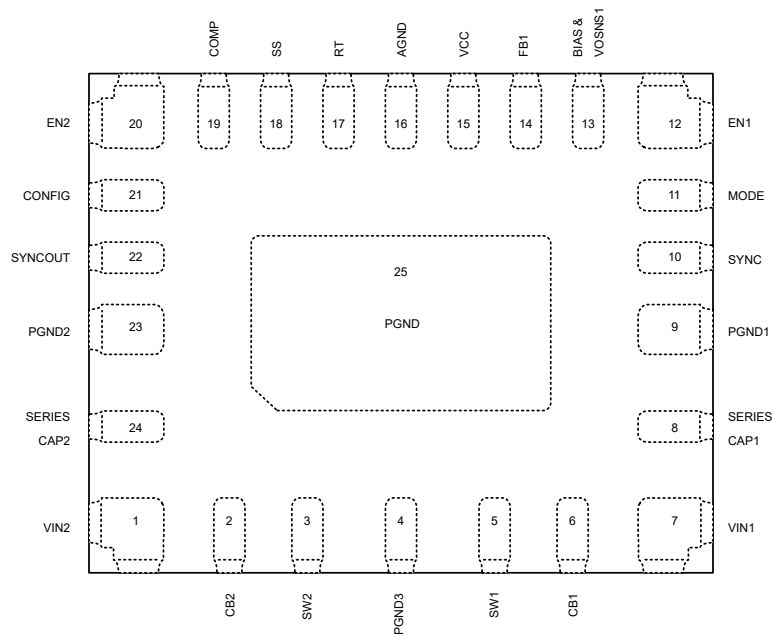 COMP
SS
RT
AGND
VCC
FB1
BIAS &
VOSNS1
EN2
20
19
18
17
16
15
14
13
12
EN1
CONFIG
21
11
MODE
SYNCOUT
22
10
SYNC
25
PGND
PGND2
23
9
PGND1
SERIES
CAP2
24
8
SERIES
CAP1
VIN2
1
2
3
4
5
6
7
VIN1
CB2
SW2
PGND3
SW1
CB1